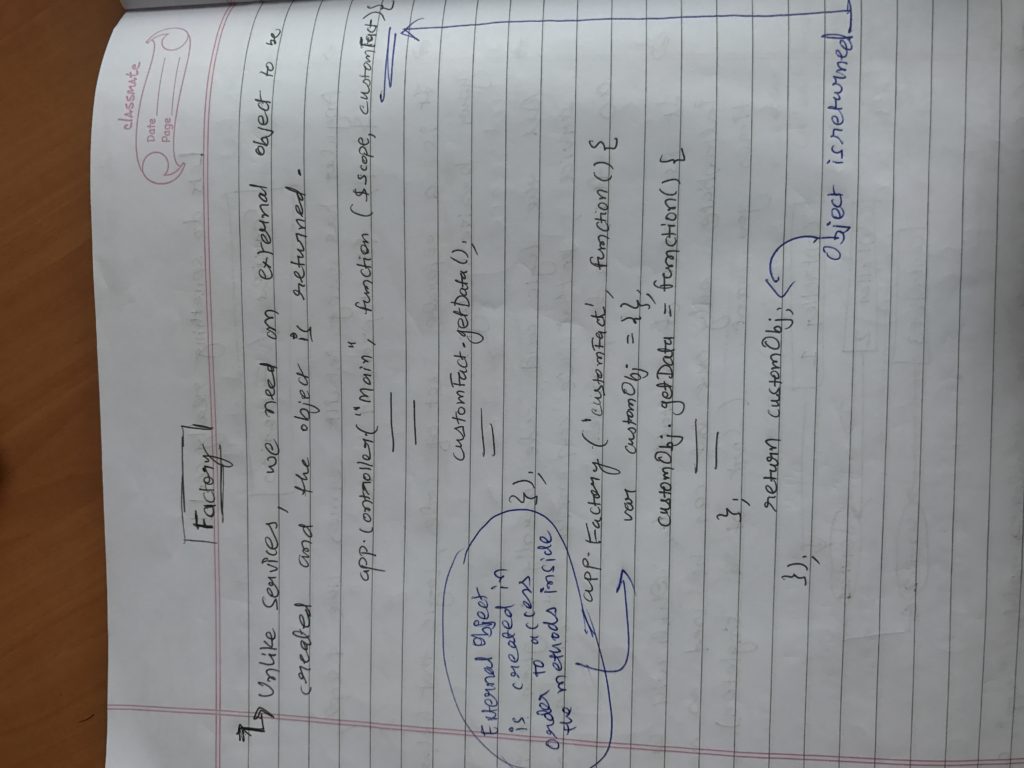 classmate
Date
Page
Factory
Unlike services, we need an external object to be
created and the object is returned.
app.controller("Main", function ($scope, customFact){
customFact.getData();
});
External Object
is created in
order to access
the methods inside
app.Factory ('customFact', function() {
var customObj = {};
customObj.getData = function() {
};
return customObj;
});
Object is returned